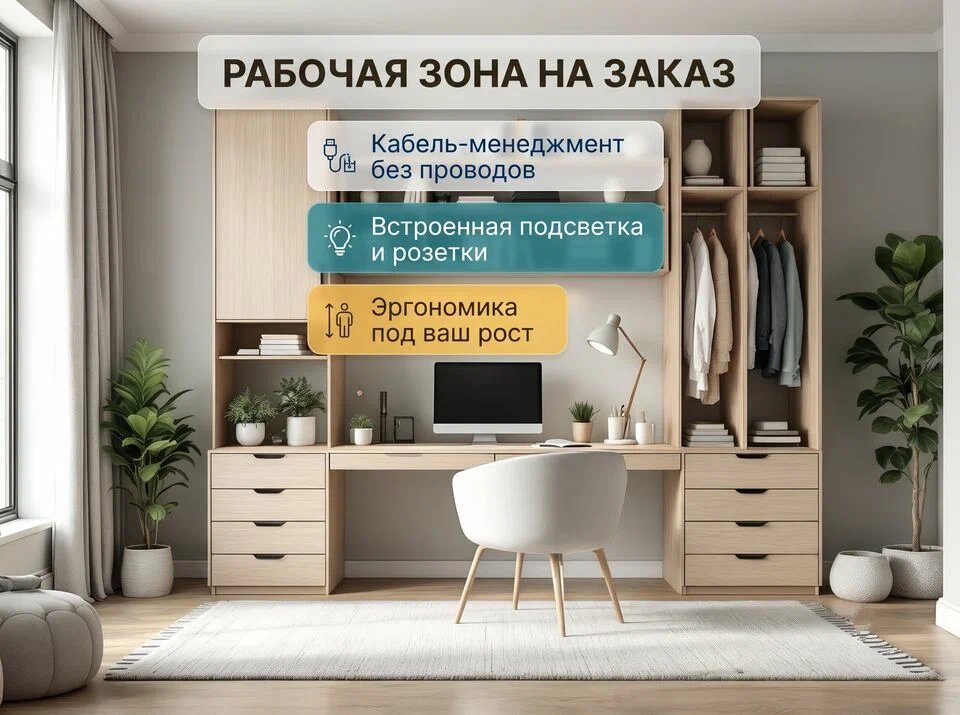 РАБОЧАЯ ЗОНА НА ЗАКАЗ
Кабель-менеджмент
без проводов
Встроенная подсветка
и розетки
Эргономика
под ваш рост